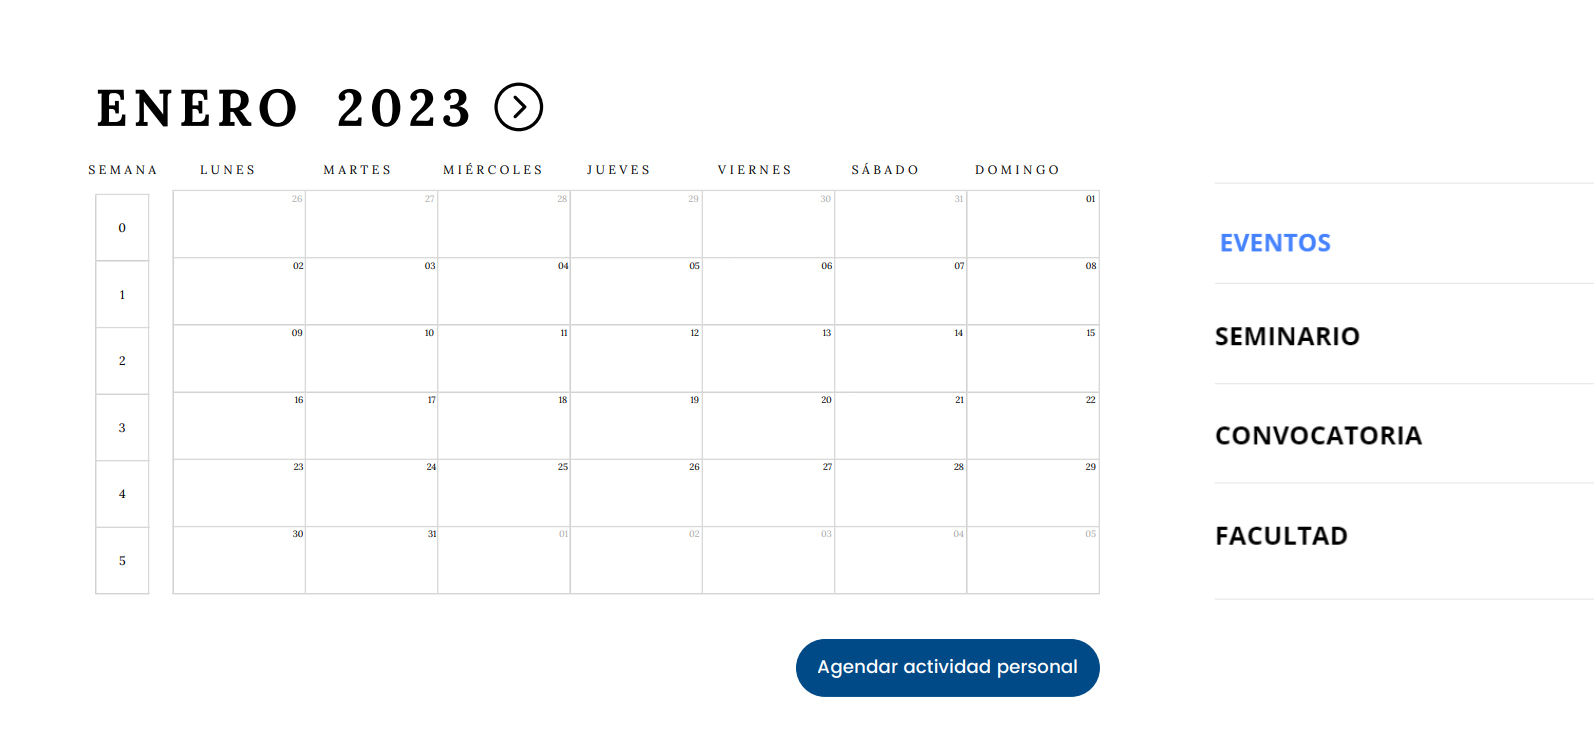 ENERO 2023
SEMANA LUNES MARTES MIÉRCOLES JUEVES VIERNES SÁBADO DOMINGO
0 26 27 28 29 30 31 01
1 02 03 04 05 06 07 08
2 09 10 11 12 13 14 15
3 16 17 18 19 20 21 22
4 23 24 25 26 27 28 29
5 30 31 01 02 03 04 05
Agendar actividad personal
EVENTOS
SEMINARIO
CONVOCATORIA
FACULTAD